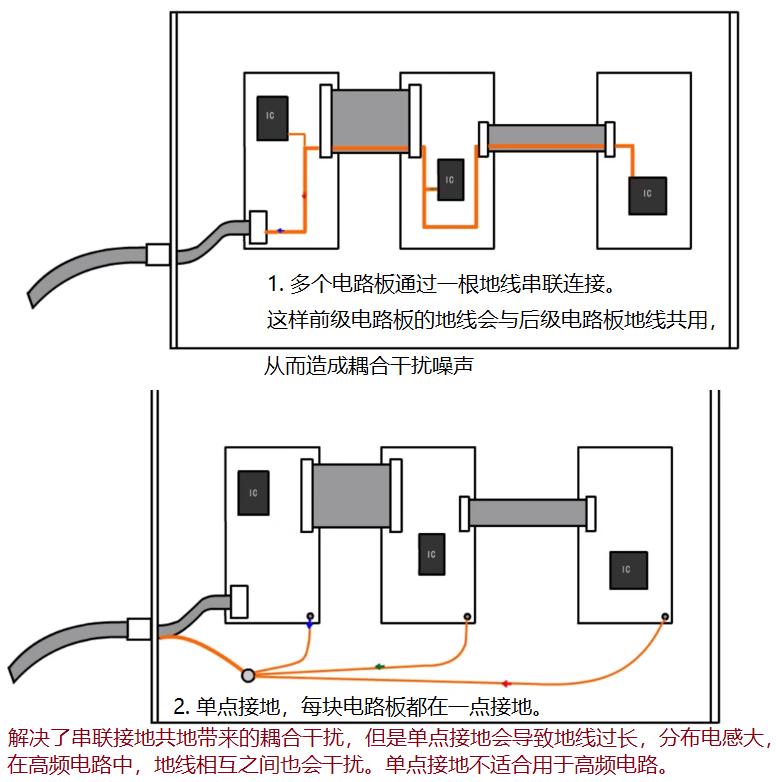 IC
IC
IC
1. 多个电路板通过一根地线串联连接。
这样前级电路板的地线会与后级电路板地线共用，
从而造成耦合干扰噪声
IC
IC
IC
2. 单点接地，每块电路板都在一点接地。
解决了串联接地共地带来的耦合干扰，但是单点接地会导致地线过长，分布电感大，
在高频电路中，地线相互之间也会干扰。单点接地不适合用于高频电路。